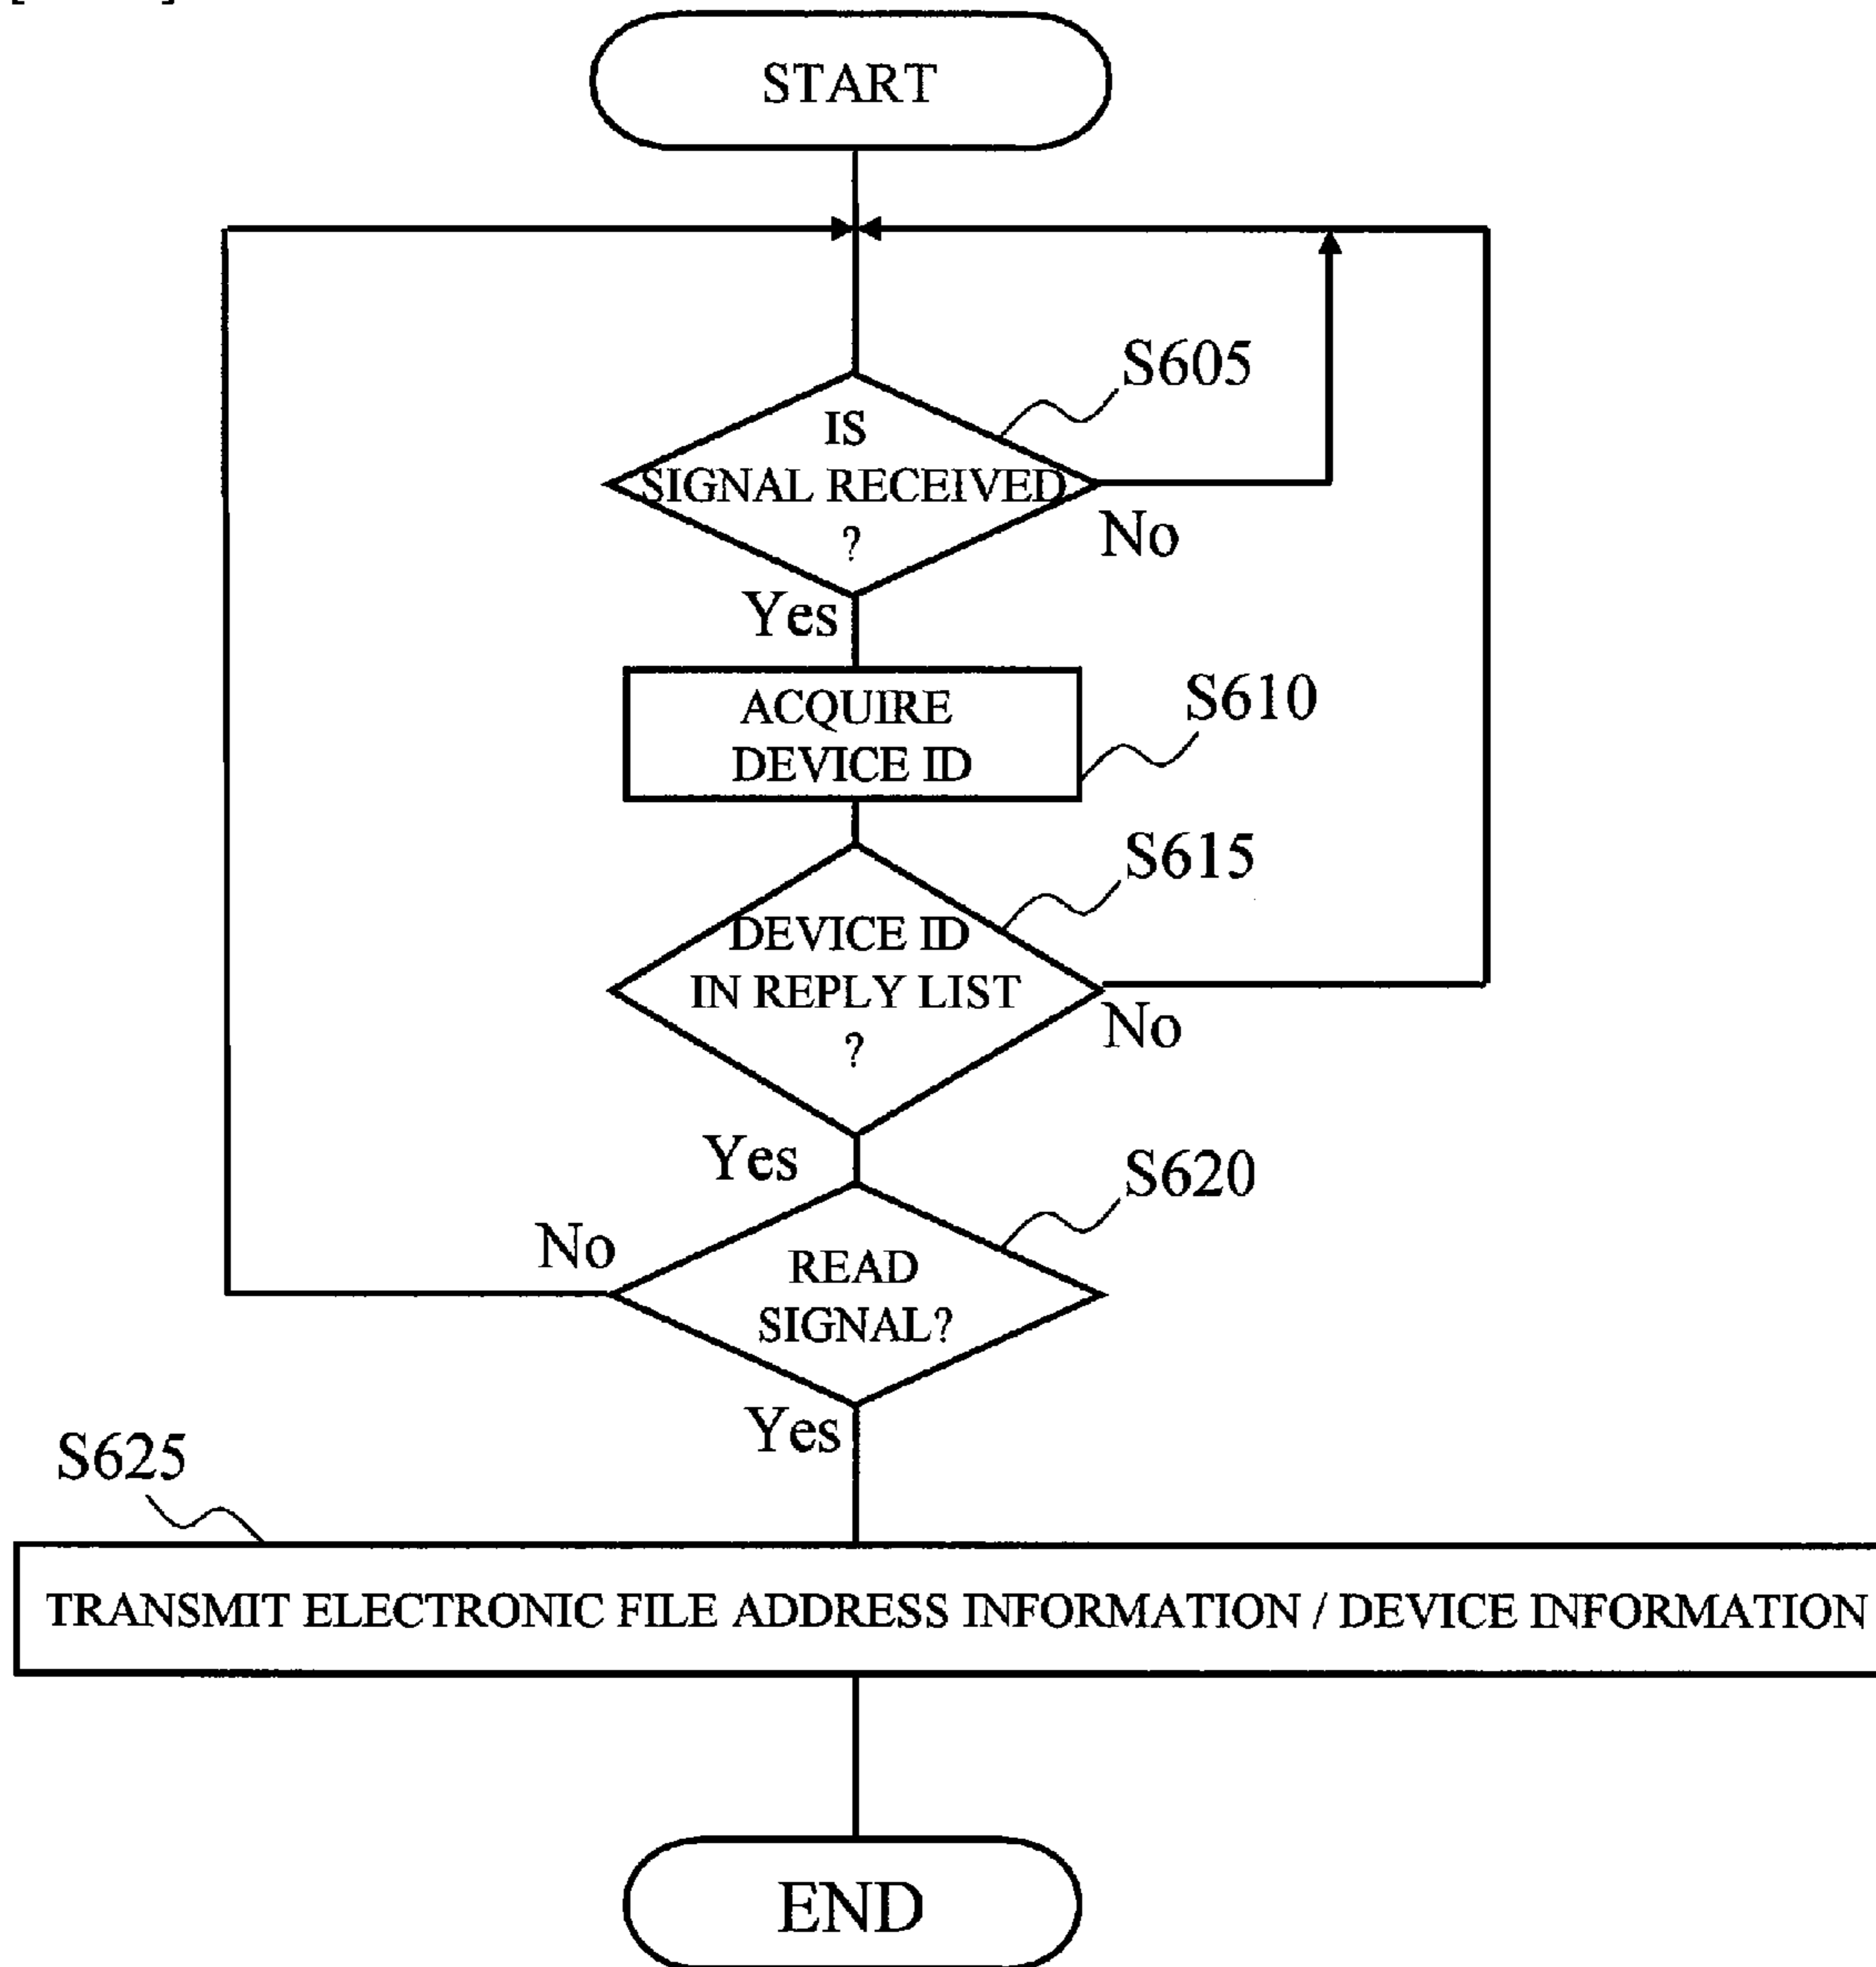 START
S605
IS
SIGNAL RECEIVED
?
No
Yes
ACQUIRE
DEVICE ID
S610
S615
DEVICE ID
IN REPLY LIST
?
No
Yes
S620
No
READ
SIGNAL?
Yes
S625
TRANSMIT ELECTRONIC FILE ADDRESS INFORMATION / DEVICE INFORMATION
END